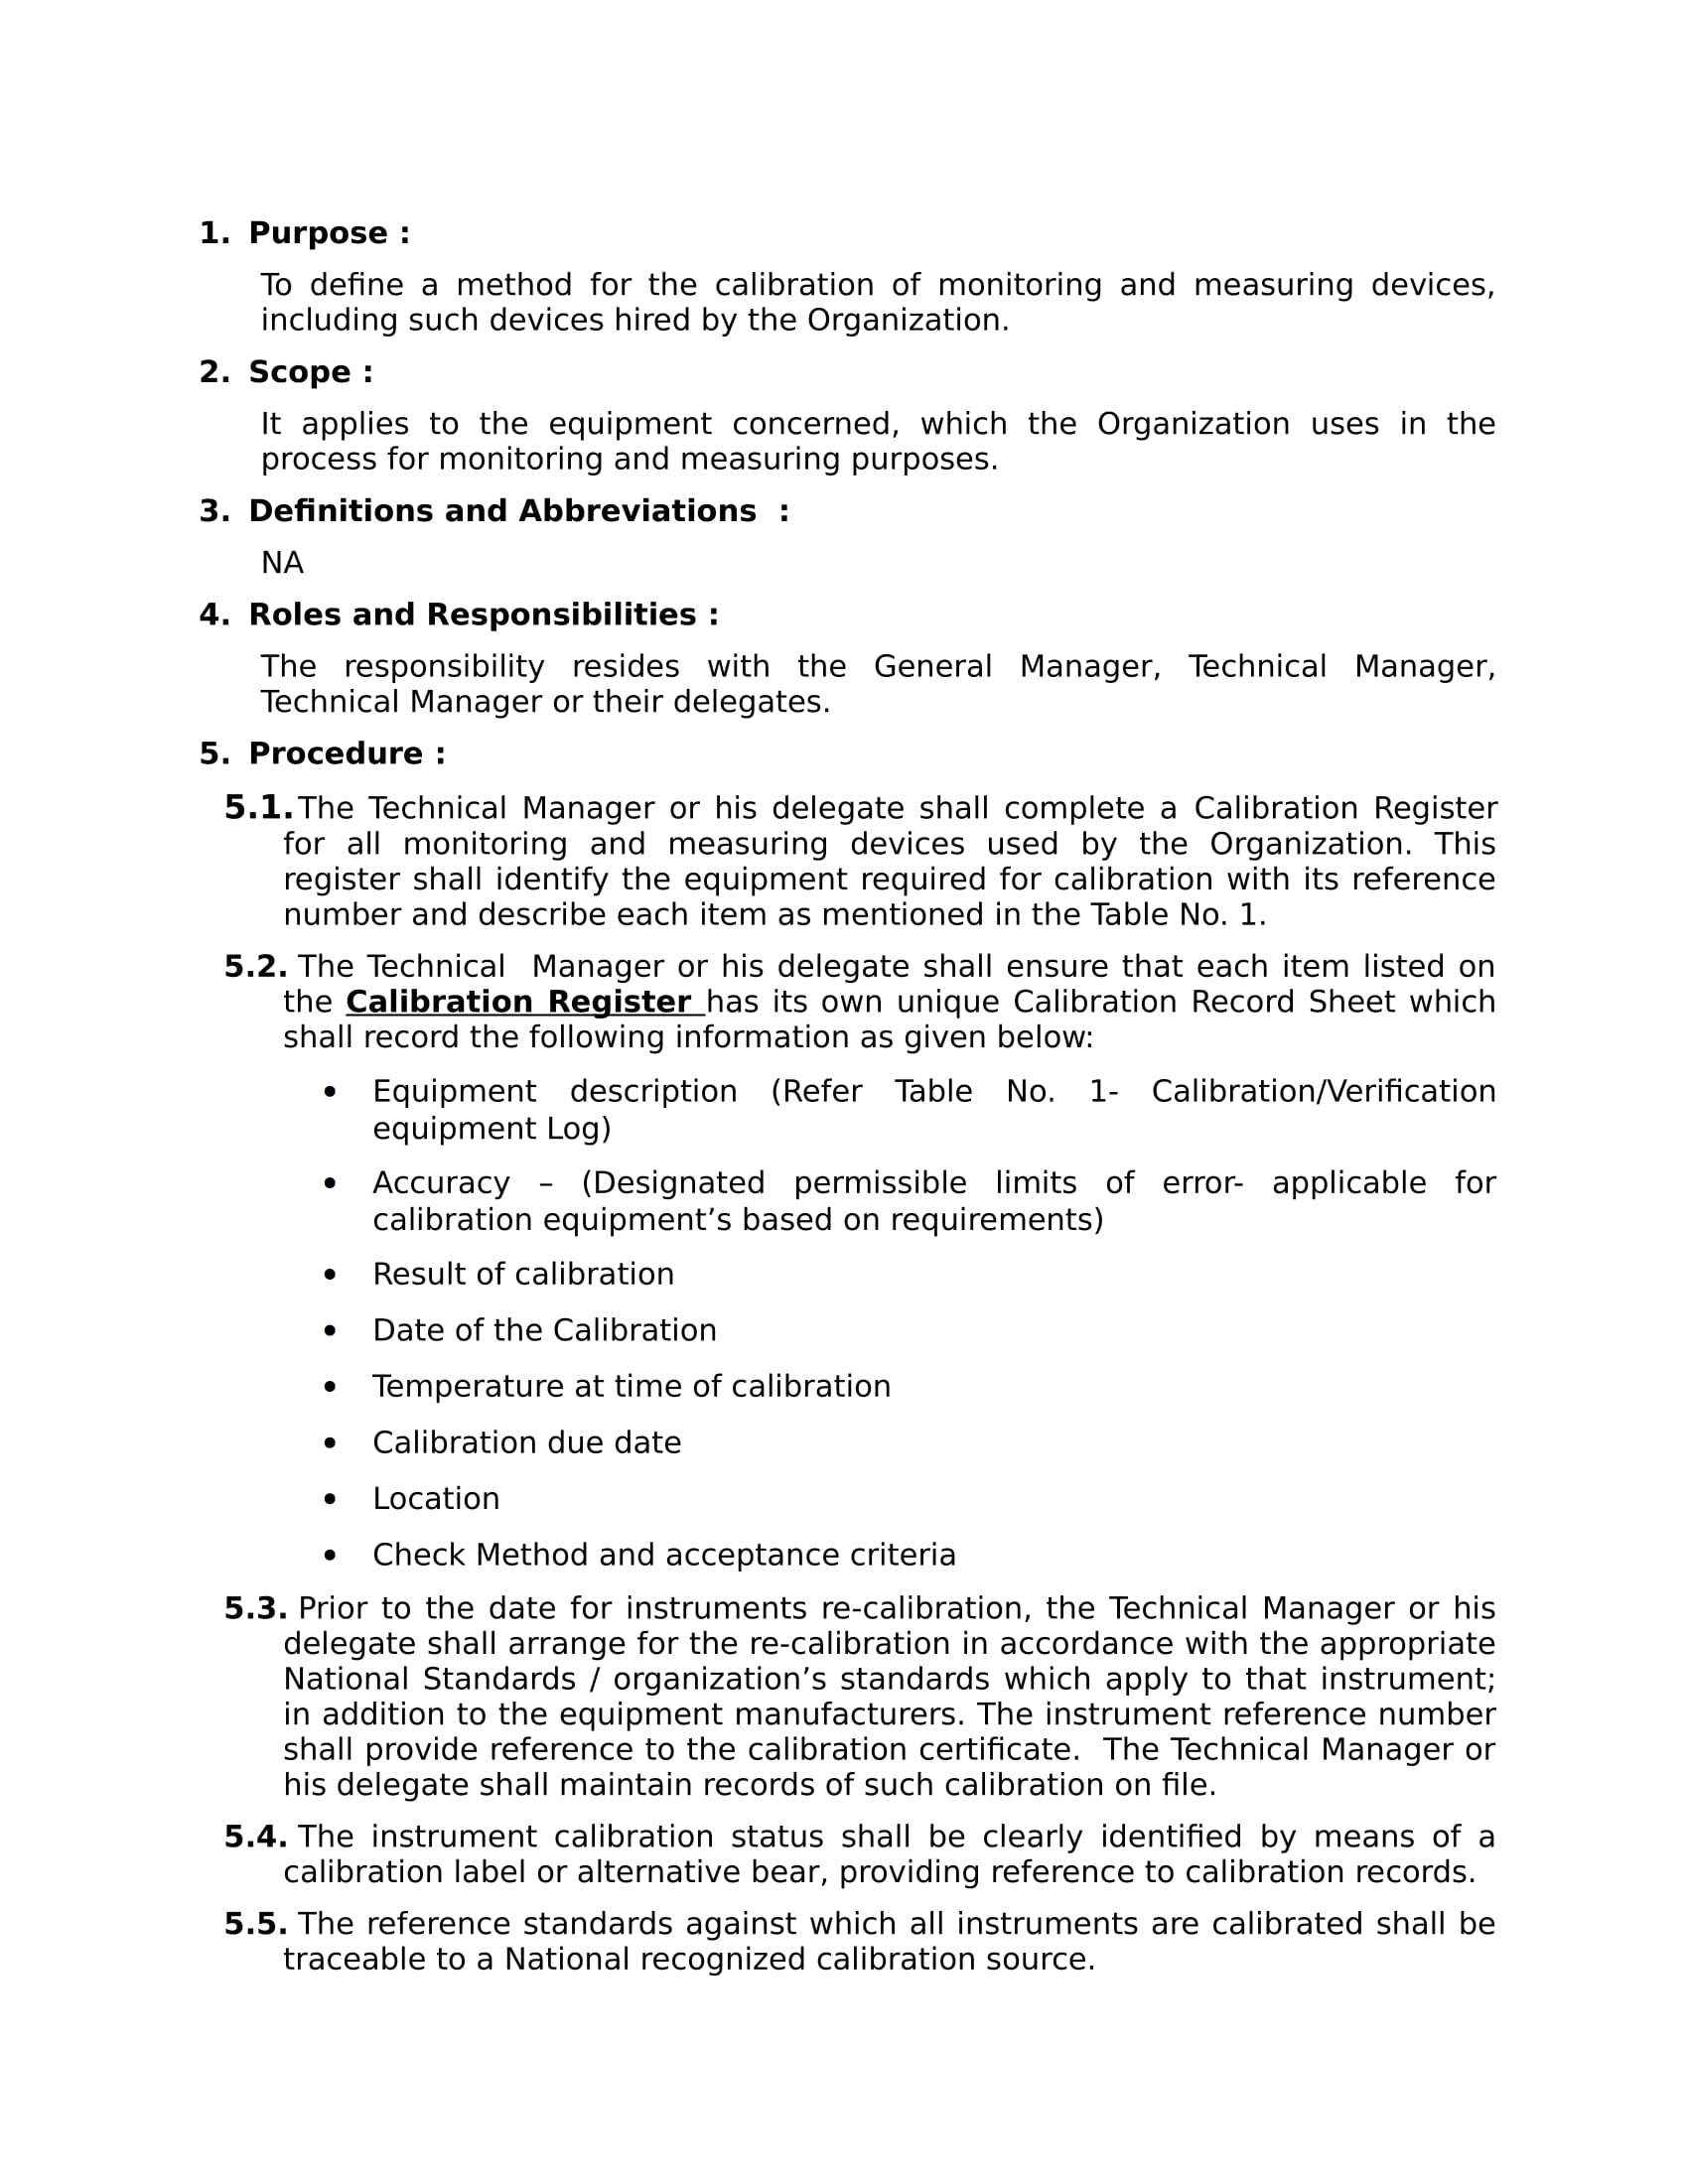 1. Purpose :
To define a method for the calibration of monitoring and measuring devices,
including such devices hired by the Organization.
2. Scope :
It applies to the equipment concerned, which the Organization uses in the
process for monitoring and measuring purposes.
3. Definitions and Abbreviations  :
NA
4. Roles and Responsibilities :
The responsibility resides with the General Manager, Technical Manager,
Technical Manager or their delegates.
5. Procedure :
5.1. The Technical Manager or his delegate shall complete a Calibration Register
for all monitoring and measuring devices used by the Organization. This
register shall identify the equipment required for calibration with its reference
number and describe each item as mentioned in the Table No. 1.
5.2. The Technical  Manager or his delegate shall ensure that each item listed on
the Calibration Register has its own unique Calibration Record Sheet which
shall record the following information as given below:
• Equipment description (Refer Table No. 1- Calibration/Verification
equipment Log)
• Accuracy – (Designated permissible limits of error- applicable for
calibration equipment’s based on requirements)
• Result of calibration
• Date of the Calibration
• Temperature at time of calibration
• Calibration due date
• Location
• Check Method and acceptance criteria
5.3. Prior to the date for instruments re-calibration, the Technical Manager or his
delegate shall arrange for the re-calibration in accordance with the appropriate
National Standards / organization’s standards which apply to that instrument;
in addition to the equipment manufacturers. The instrument reference number
shall provide reference to the calibration certificate.  The Technical Manager or
his delegate shall maintain records of such calibration on file.
5.4. The instrument calibration status shall be clearly identified by means of a
calibration label or alternative bear, providing reference to calibration records.
5.5. The reference standards against which all instruments are calibrated shall be
traceable to a National recognized calibration source.